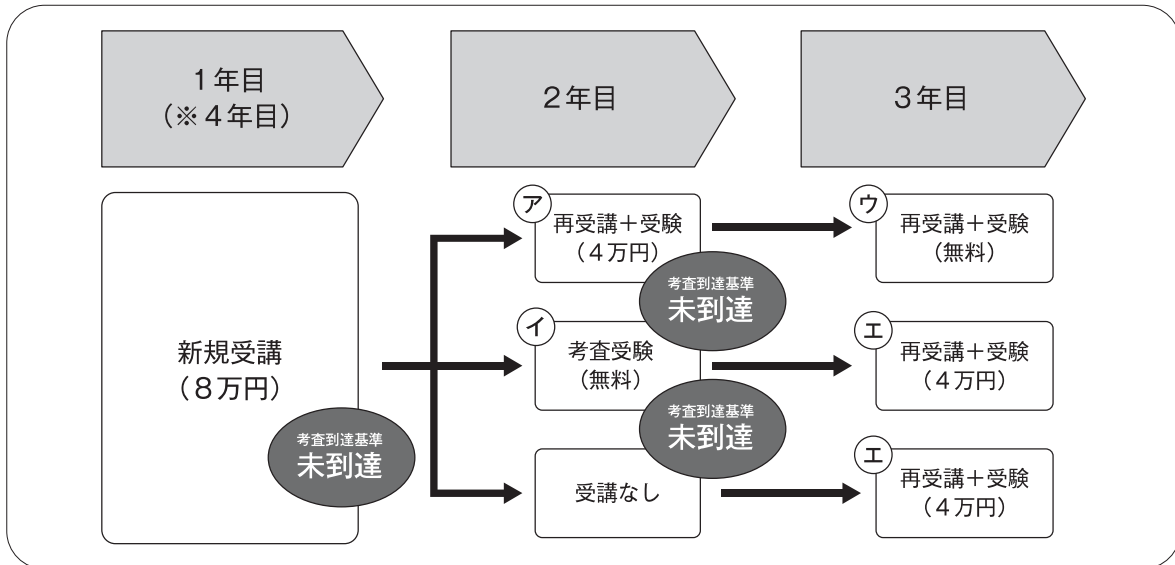 1年目
(※4年目)
2年目
3年目
新規受講
(8万円)
考査到達基準
未到達
ア
再受講+受験
(4万円)
考査到達基準
未到達
イ
考査受験
(無料)
考査到達基準
未到達
受講なし
ウ
再受講+受験
(無料)
エ
再受講+受験
(4万円)
エ
再受講+受験
(4万円)